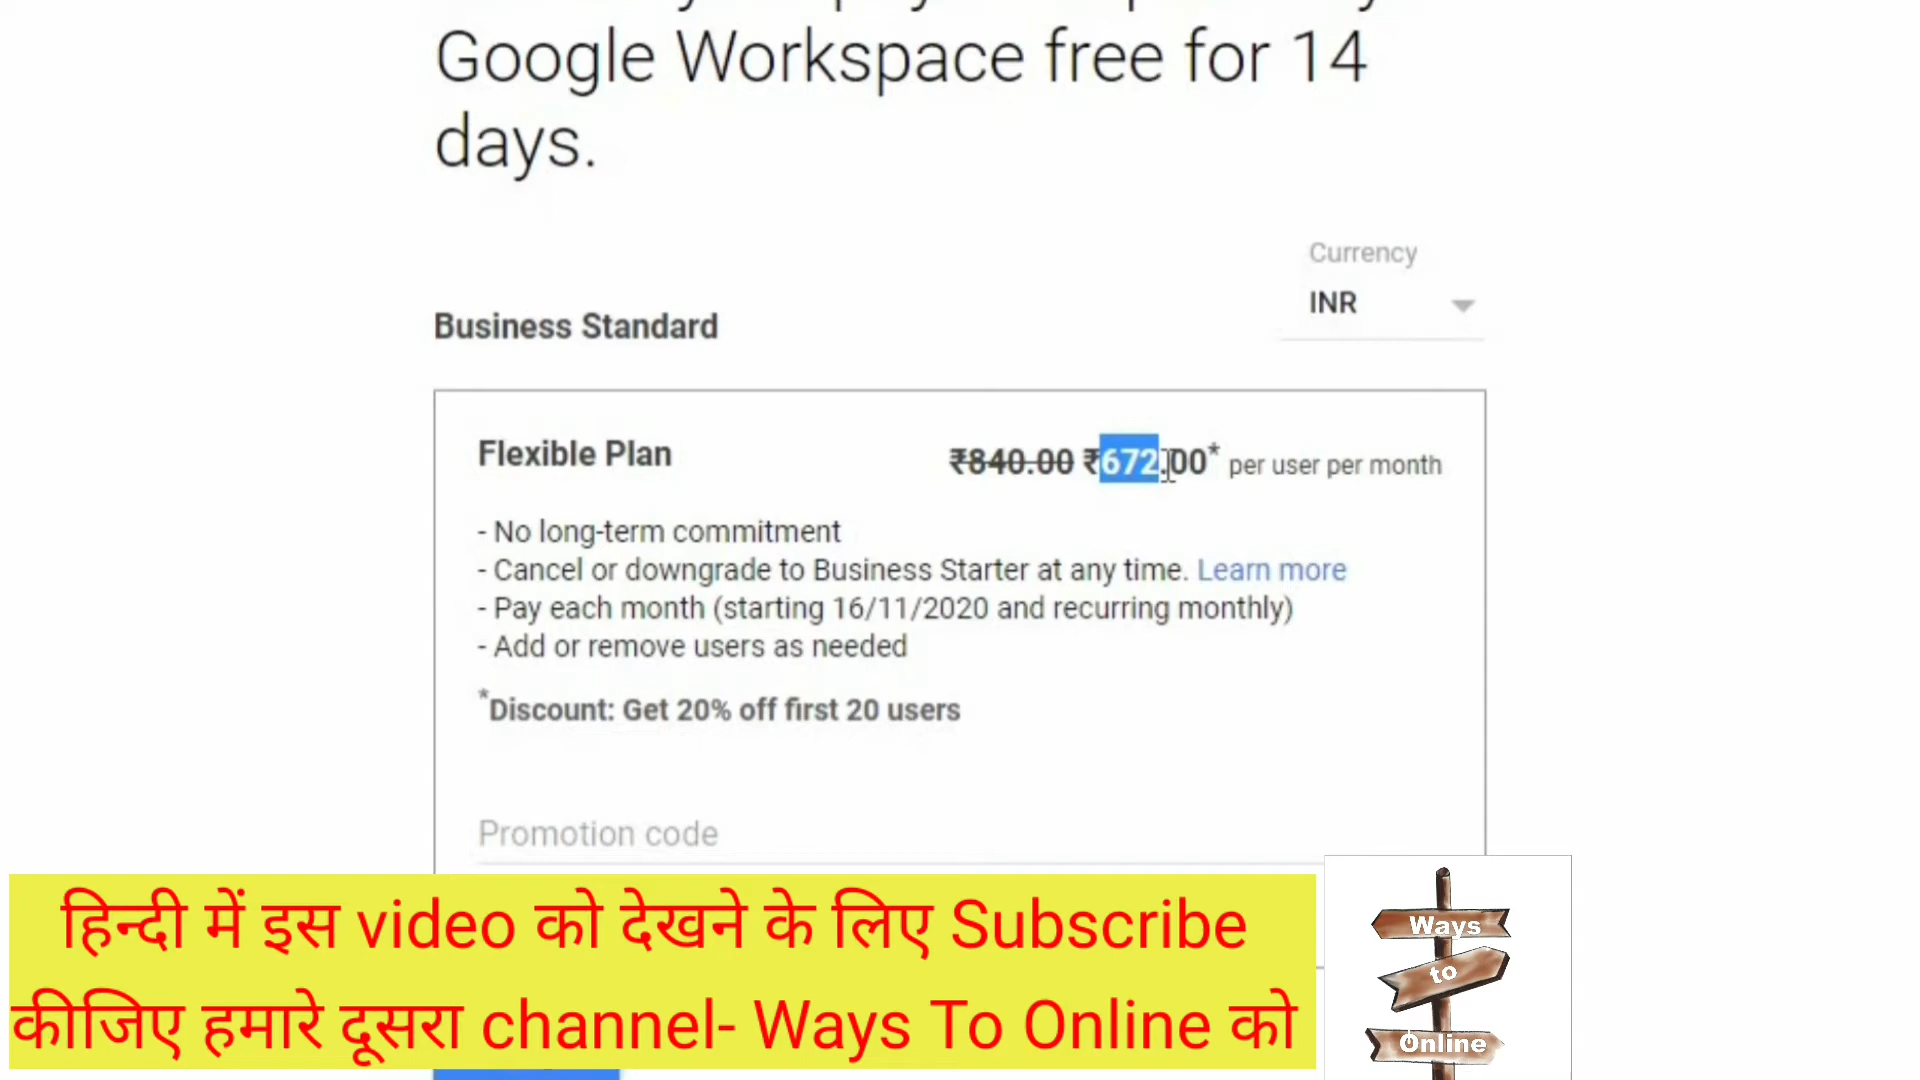 Google Workspace free for 14
days.
Currency
INR
Business Standard
Flexible Plan
₹840.00 ₹672.00* per user per month
- No long-term commitment
- Cancel or downgrade to Business Starter at any time. Learn more
- Pay each month (starting 16/11/2020 and recurring monthly)
- Add or remove users as needed
*Discount: Get 20% off first 20 users
Promotion code
हिन्दी में इस video को देखने के लिए Subscribe
कीजिए हमारे दूसरा channel- Ways To Online को
Ways
to
Online